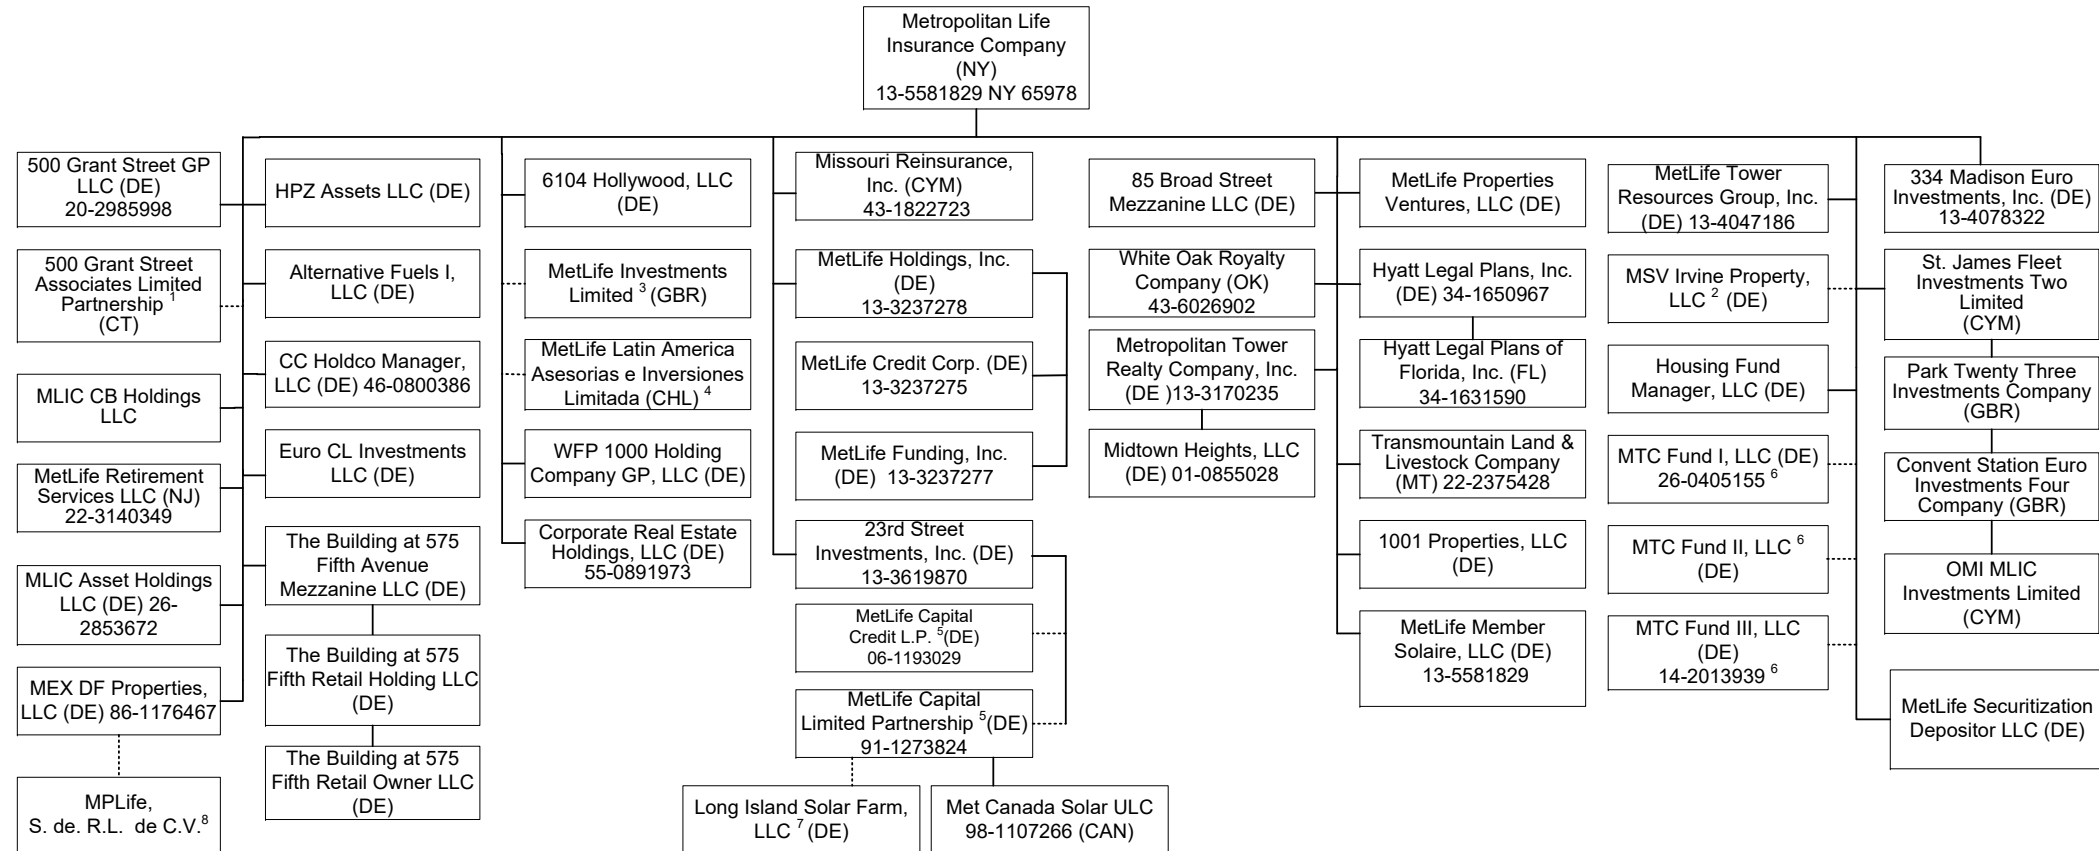 Metropolitan Life
Insurance Company
(NY)
13-5581829 NY 65978
500 Grant Street GP
LLC (DE)
20-2985998
500 Grant Street
Associates Limited
Partnership 1
(CT)
MLIC CB Holdings
LLC
MetLife Retirement
Services LLC (NJ)
22-3140349
MLIC Asset Holdings
LLC (DE) 26-
2853672
MEX DF Properties,
LLC (DE) 86-1176467
MPLife,
S. de. R.L. de C.V.8
HPZ Assets LLC (DE)
Alternative Fuels I,
LLC (DE)
CC Holdco Manager,
LLC (DE) 46-0800386
Euro CL Investments
LLC (DE)
The Building at 575
Fifth Avenue
Mezzanine LLC (DE)
The Building at 575
Fifth Retail Holding LLC
(DE)
The Building at 575
Fifth Retail Owner LLC
(DE)
6104 Hollywood, LLC
(DE)
MetLife Investments
Limited 3 (GBR)
MetLife Latin America
Asesorias e Inversiones
Limitada (CHL) 4
WFP 1000 Holding
Company GP, LLC (DE)
Corporate Real Estate
Holdings, LLC (DE)
55-0891973
Missouri Reinsurance,
Inc. (CYM)
43-1822723
MetLife Holdings, Inc.
(DE)
13-3237278
MetLife Credit Corp. (DE)
13-3237275
MetLife Funding, Inc.
(DE) 13-3237277
23rd Street
Investments, Inc. (DE)
13-3619870
MetLife Capital
Credit L.P. 5(DE)
06-1193029
MetLife Capital
Limited Partnership 5(DE)
91-1273824
Long Island Solar Farm,
LLC 7 (DE)
Met Canada Solar ULC
98-1107266 (CAN)
85 Broad Street
Mezzanine LLC (DE)
White Oak Royalty
Company (OK)
43-6026902
Metropolitan Tower
Realty Company, Inc.
(DE )13-3170235
Midtown Heights, LLC
(DE) 01-0855028
MetLife Properties
Ventures, LLC (DE)
Hyatt Legal Plans, Inc.
(DE) 34-1650967
Hyatt Legal Plans of
Florida, Inc. (FL)
34-1631590
Transmountain Land &
Livestock Company
(MT) 22-2375428
1001 Properties, LLC
(DE)
MetLife Member
Solaire, LLC (DE)
13-5581829
MetLife Tower
Resources Group, Inc.
(DE) 13-4047186
MSV Irvine Property,
LLC 2 (DE)
Housing Fund
Manager, LLC (DE)
MTC Fund I, LLC (DE)
26-0405155 6
MTC Fund II, LLC 6
(DE)
MTC Fund III, LLC
(DE)
14-2013939 6
334 Madison Euro
Investments, Inc. (DE)
13-4078322
St. James Fleet
Investments Two
Limited
(CYM)
Park Twenty Three
Investments Company
(GBR)
Convent Station Euro
Investments Four
Company (GBR)
OMI MLIC
Investments Limited
(CYM)
MetLife Securitization
Depositor LLC (DE)